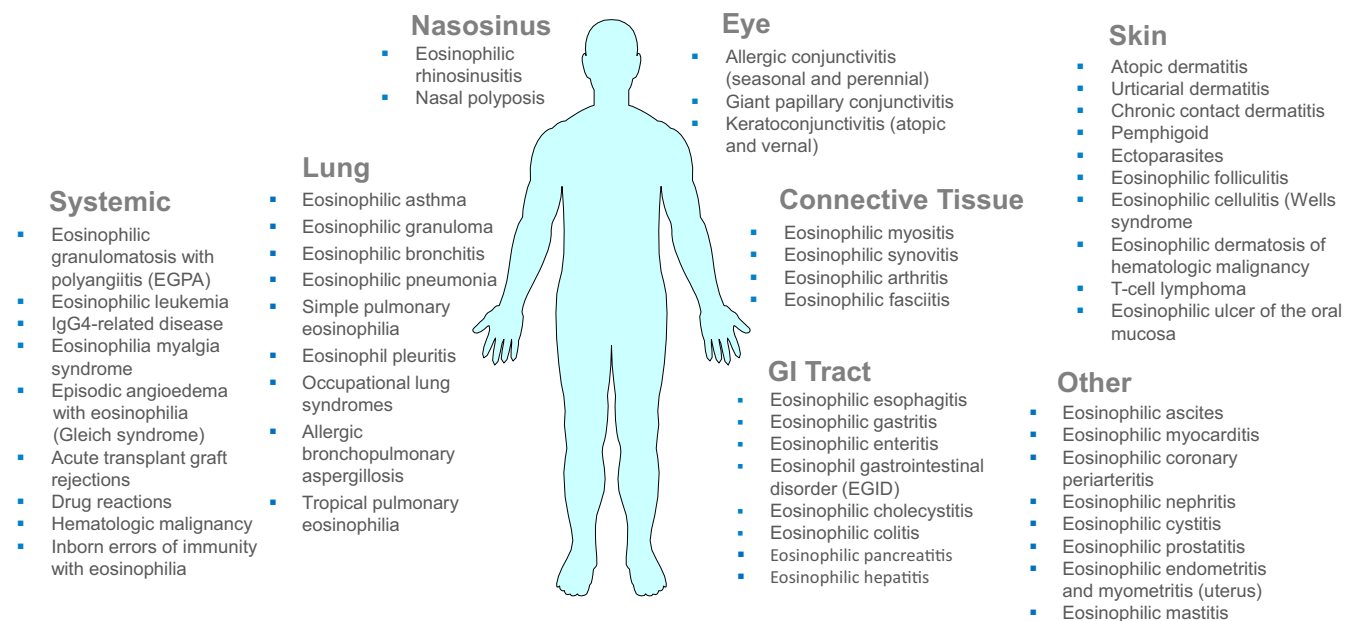 Nasosinus
Eosinophilic
rhinosinusitis
Nasal polyposis
Eye
Allergic conjunctivitis
(seasonal and perennial)
Giant papillary conjunctivitis
Keratoconjunctivitis (atopic
and vernal)
Skin
Atopic dermatitis
Urticarial dermatitis
Chronic contact dermatitis
Pemphigoid
Ectoparasites
Eosinophilic folliculitis
Eosinophilic cellulitis (Wells
syndrome
Eosinophilic dermatosis of
hematologic malignancy
T-cell lymphoma
Eosinophilic ulcer of the oral
mucosa
Lung
Eosinophilic asthma
Eosinophilic granuloma
Eosinophilic bronchitis
Eosinophilic pneumonia
Simple pulmonary
eosinophilia
Eosinophil pleuritis
Occupational lung
syndromes
Allergic
bronchopulmonary
aspergillosis
Tropical pulmonary
eosinophilia
Systemic
Eosinophilic
granulomatosis with
polyangiitis (EGPA)
Eosinophilic leukemia
IgG4-related disease
Eosinophilia myalgia
syndrome
Episodic angioedema
with eosinophilia
(Gleich syndrome)
Acute transplant graft
rejections
Drug reactions
Hematologic malignancy
Inborn errors of immunity
with eosinophilia
Connective Tissue
Eosinophilic myositis
Eosinophilic synovitis
Eosinophilic arthritis
Eosinophilic fasciitis
GI Tract
Eosinophilic esophagitis
Eosinophilic gastritis
Eosinophilic enteritis
Eosinophil gastrointestinal
disorder (EGID)
Eosinophilic cholecystitis
Eosinophilic colitis
Eosinophilic pancreatitis
Eosinophilic hepatitis
Other
Eosinophilic ascites
Eosinophilic myocarditis
Eosinophilic coronary
periarteritis
Eosinophilic nephritis
Eosinophilic cystitis
Eosinophilic prostatitis
Eosinophilic endometritis
and myometritis (uterus)
Eosinophilic mastitis